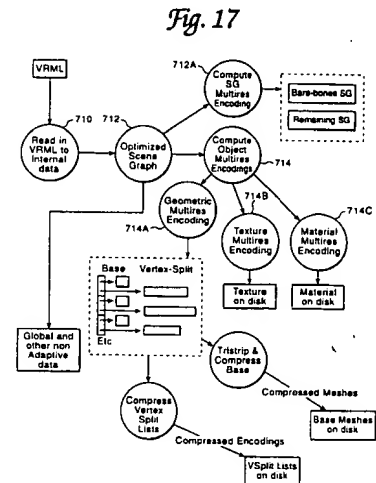 Fig. 17
VRML
712A
Compute
SG
Multires
Encoding
Bare-bones SG
Remaining SG
710
Read in
VRML to
Internal
data
712
Optimized
Scene
Graph
Compute
Object
Multires
Encodings
714
Geometric
Multires
Encoding
714A
714B
Texture
Multires
Encoding
714C
Material
Multires
Encoding
Texture
on disk
Material
on disk
Base Vertex-Split
Etc
Global and
other non
Adaptive
data
Tristrip &
Compress
Base
Compressed Meshes
Base Meshes
on disk
Compress
Vertex
Split
Lists
Compressed Encodings
VSplit Lists
on disk